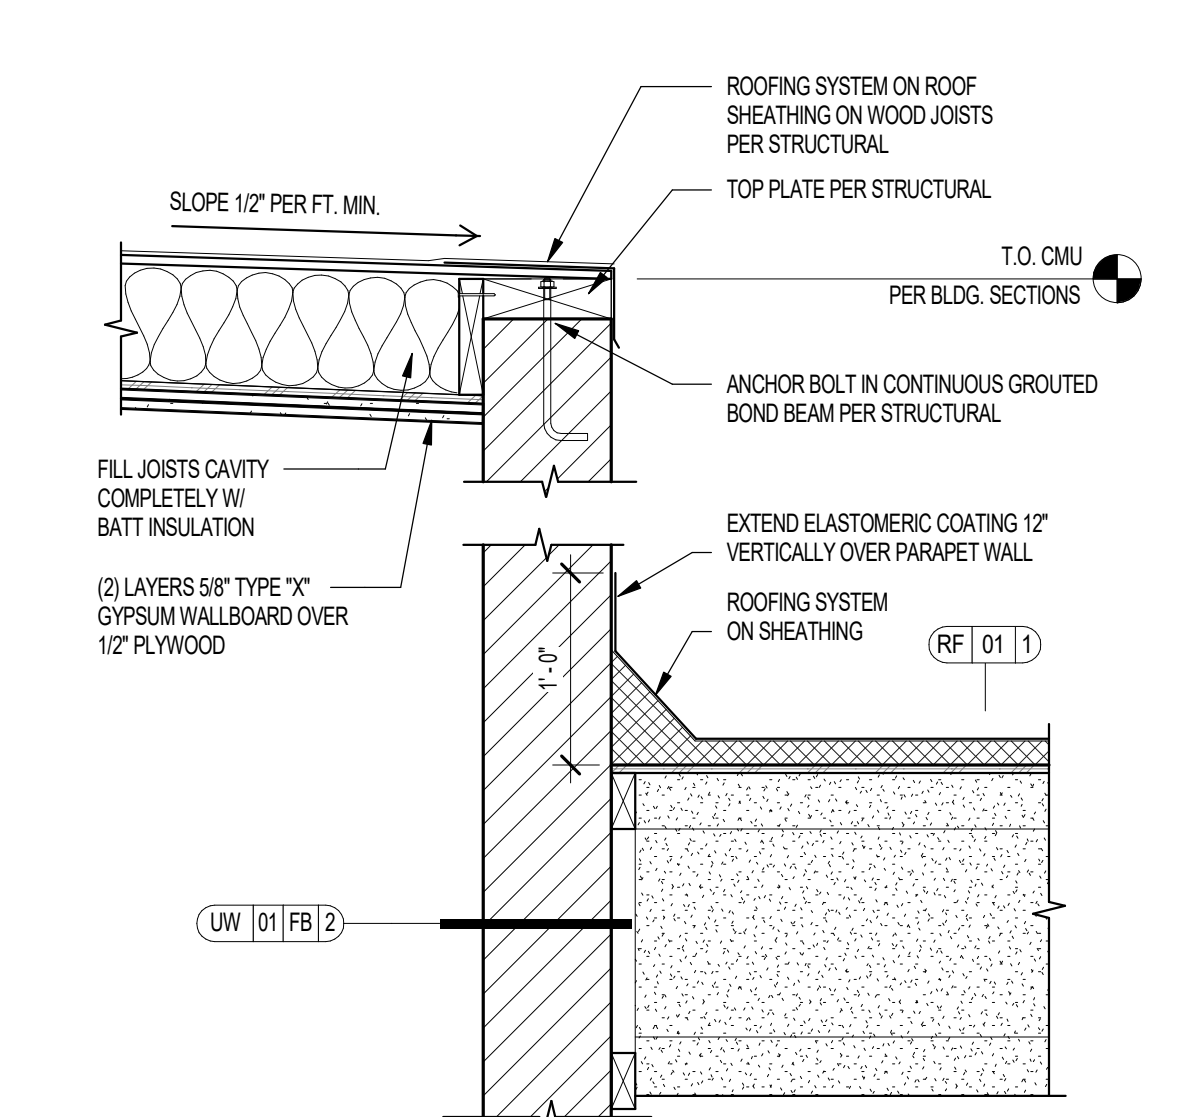 ROOFING SYSTEM ON ROOF
SHEATHING ON WOOD JOISTS
PER STRUCTURAL
TOP PLATE PER STRUCTURAL
SLOPE 1/2" PER FT. MIN.
T.O. CMU
PER BLDG. SECTIONS
ANCHOR BOLT IN CONTINUOUS GROUTED
BOND BEAM PER STRUCTURAL
FILL JOISTS CAVITY
COMPLETELY W/
BATT INSULATION
EXTEND ELASTOMERIC COATING 12"
VERTICALLY OVER PARAPET WALL
(2) LAYERS 5/8" TYPE "X"
GYPSUM WALLBOARD OVER
1/2" PLYWOOD
ROOFING SYSTEM
ON SHEATHING
RF 01 1
1' - 0"
UW 01 FB 2